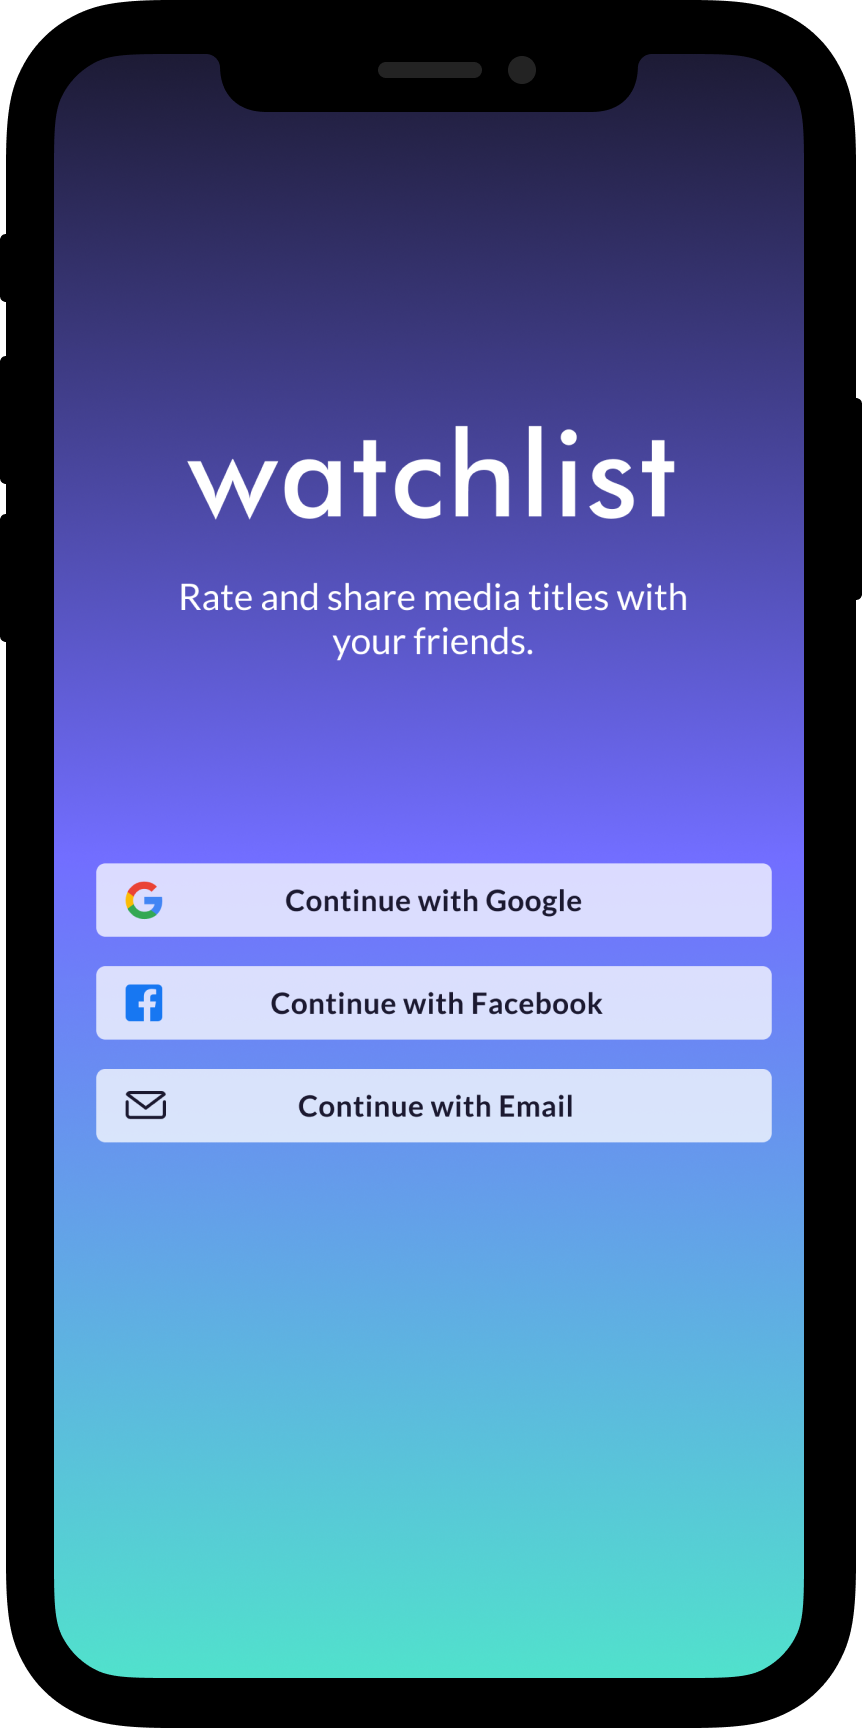 watchlist
Rate and share media titles with
your friends.
Continue with Google
Continue with Facebook
Continue with Email